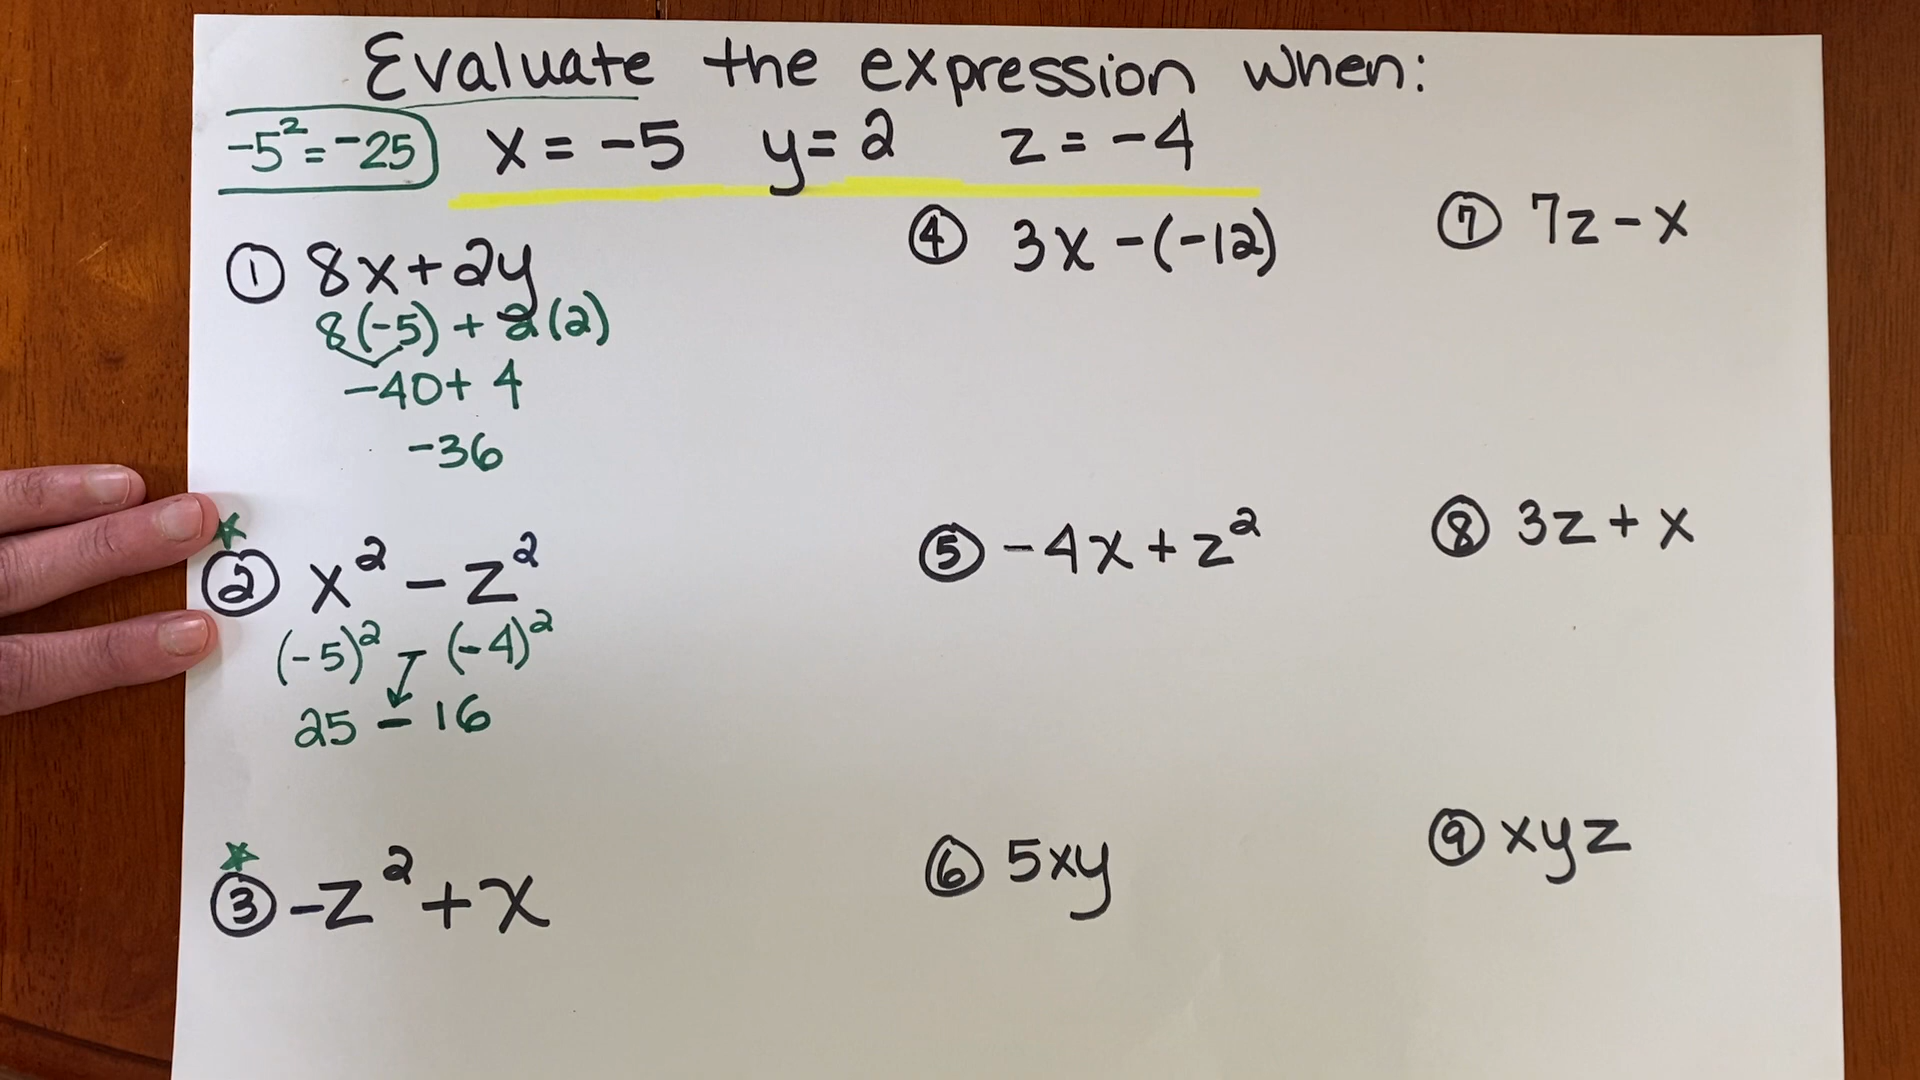 Evaluate the expression when:
-5² = -25
x = -5 y = 2 z = -4
① 8x + 2y
8(-5) + 2(2)
-40 + 4
-36
② x² - z²
(-5)² - (-4)²
25 - 16
③ -z² + x
④ 3x - (-12)
⑤ -4x + z²
⑥ 5xy
⑦ 7z - x
⑧ 3z + x
⑨ xyz